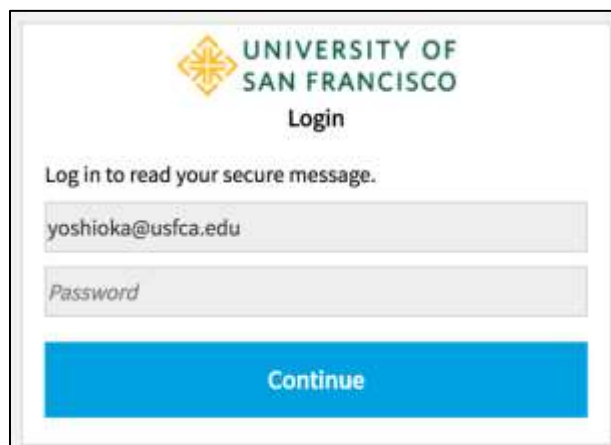 UNIVERSITY OF
SAN FRANCISCO
Login
Log in to read your secure message.
yoshioka@usfca.edu
Password
Continue